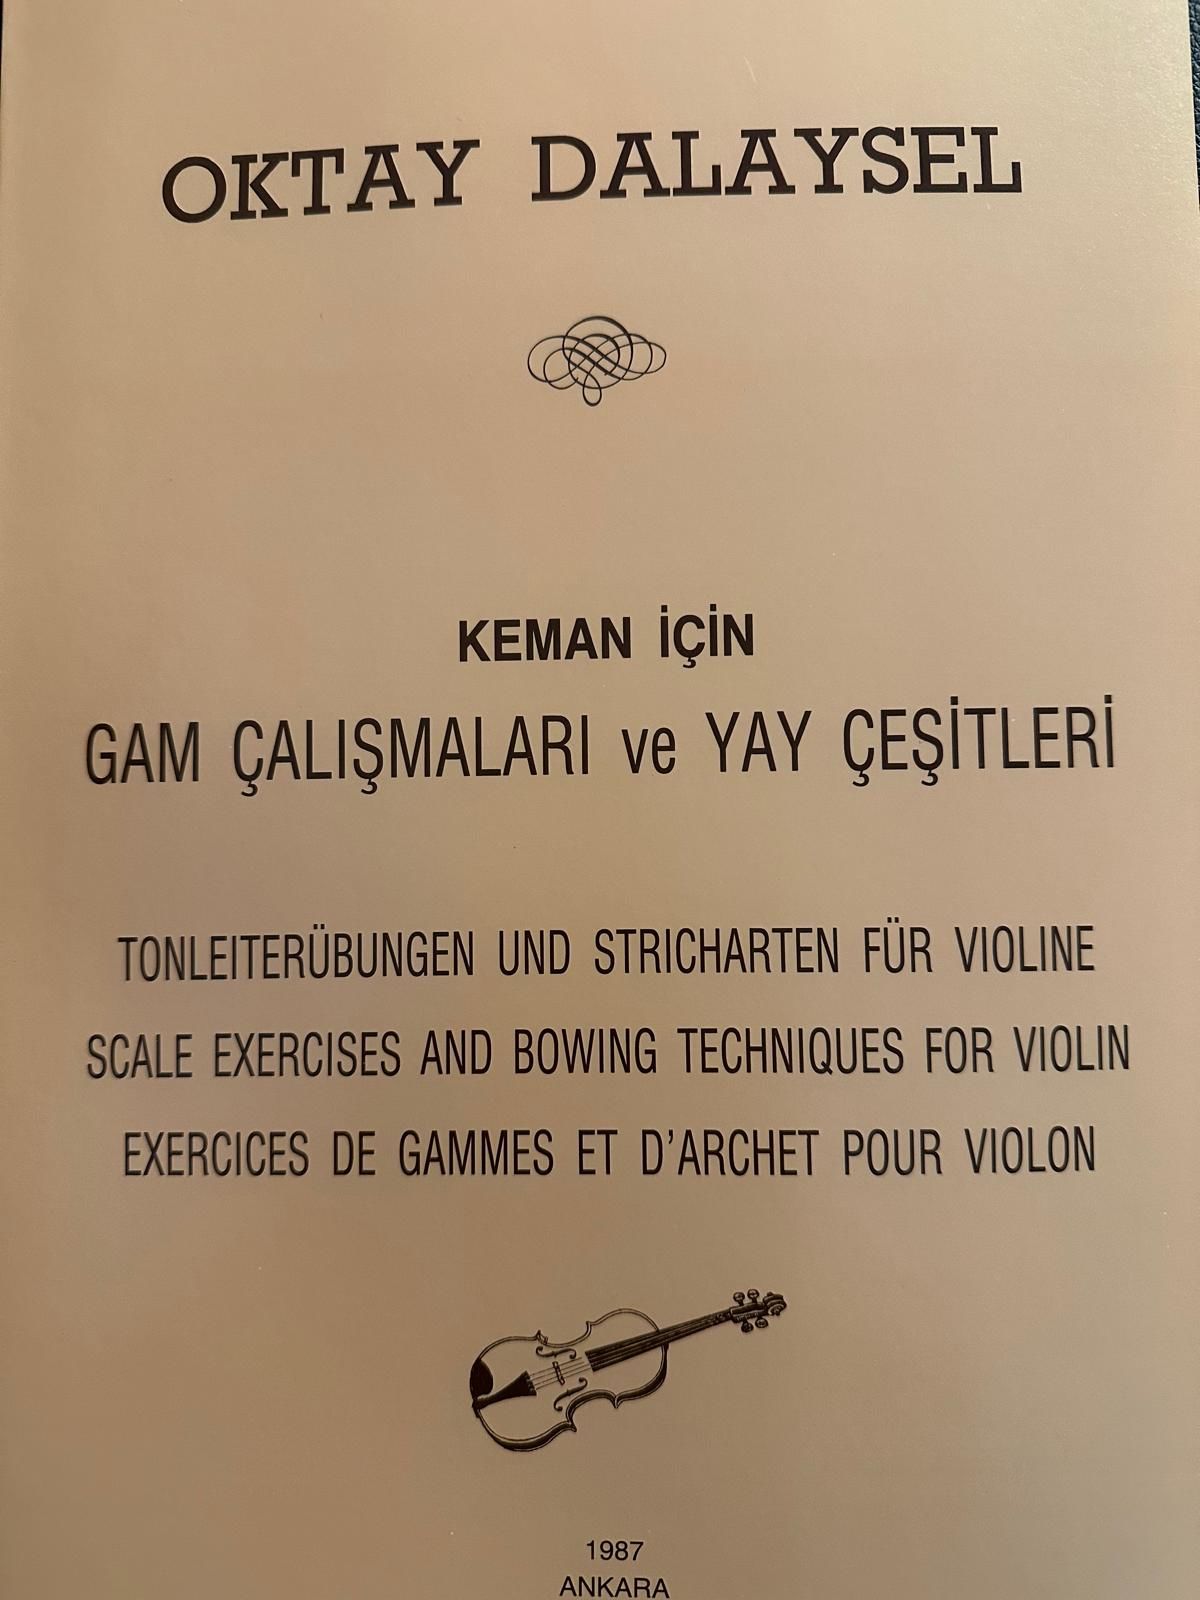 OKTAY DALAYSEL
KEMAN İÇİN
GAM ÇALIŞMALARI ve YAY ÇEŞİTLERİ
TONLEITERÜBUNGEN UND STRICHARTEN FÜR VIOLINE
SCALE EXERCISES AND BOWING TECHNIQUES FOR VIOLIN
EXERCICES DE GAMMES ET D'ARCHET POUR VIOLON
1987
ANKARA